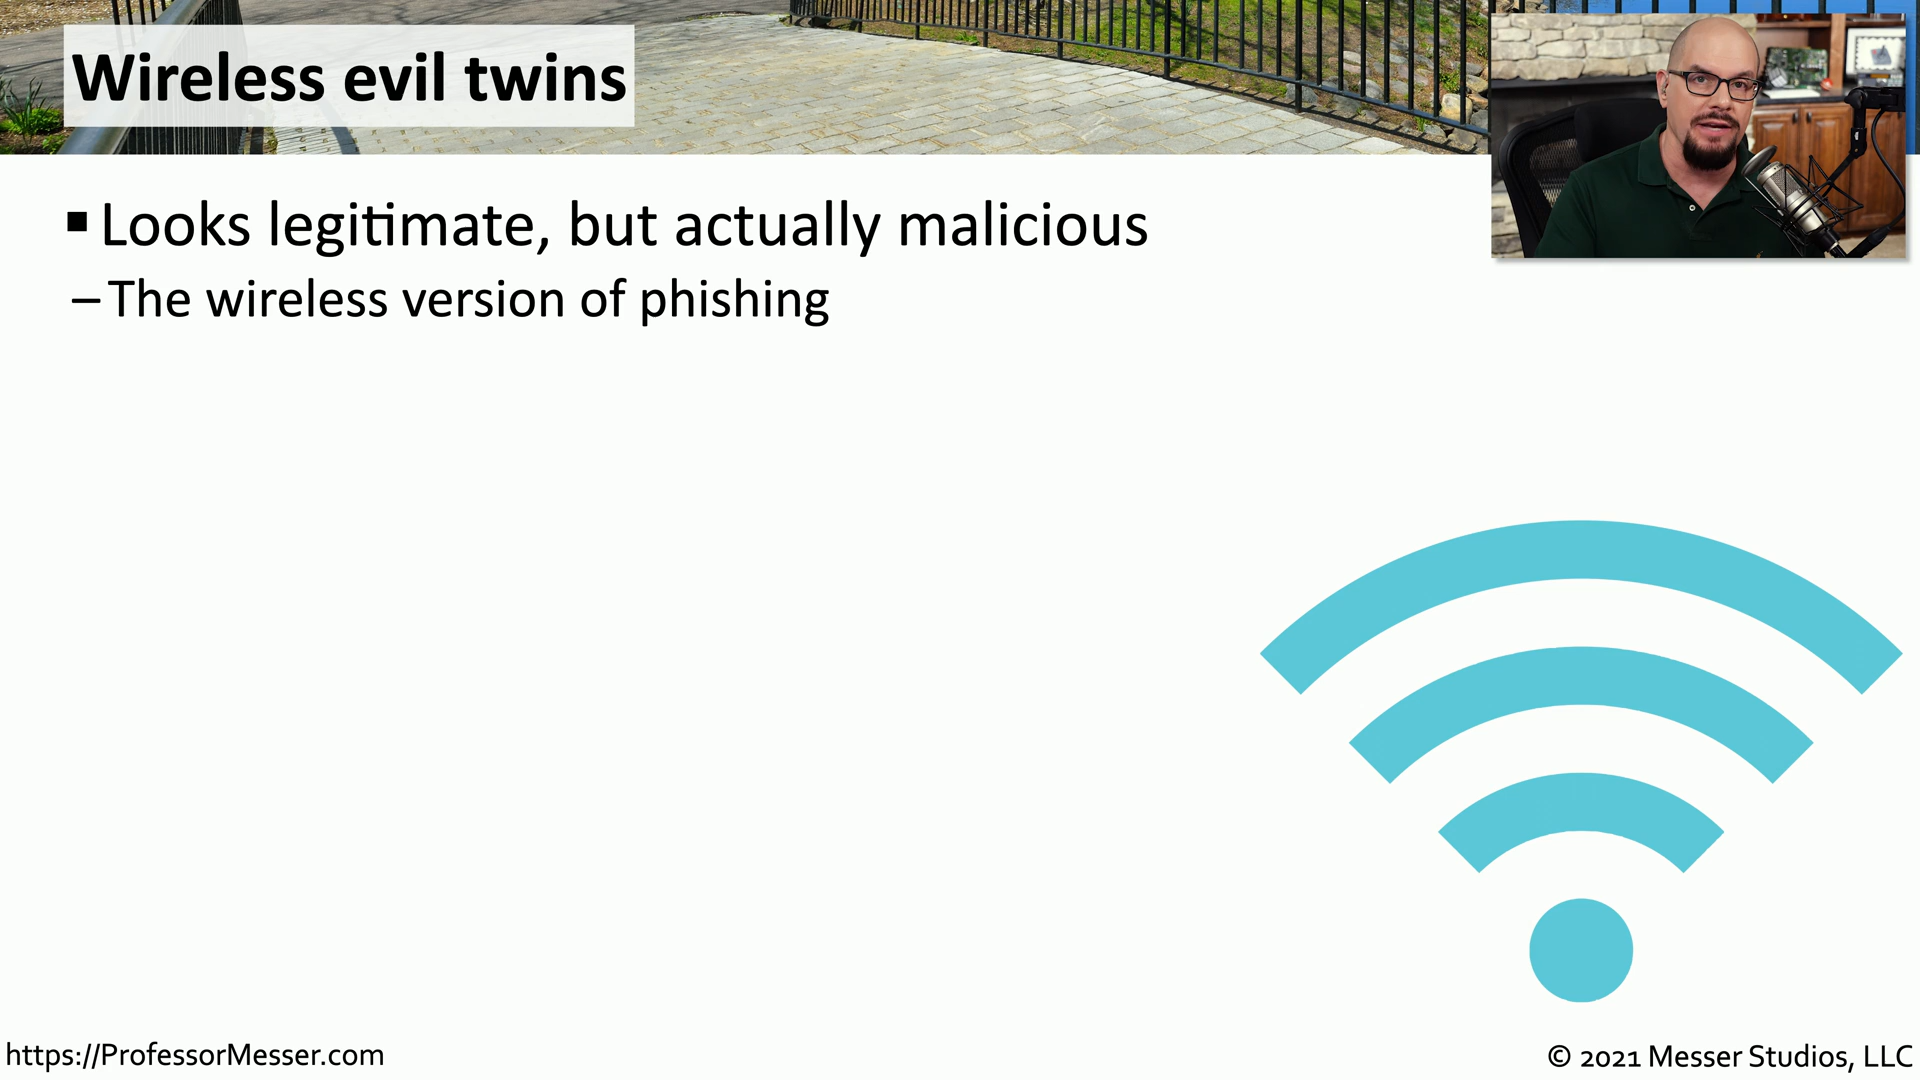 Wireless evil twins
▪ Looks legitimate, but actually malicious
– The wireless version of phishing
https://ProfessorMesser.com
© 2021 Messer Studios, LLC